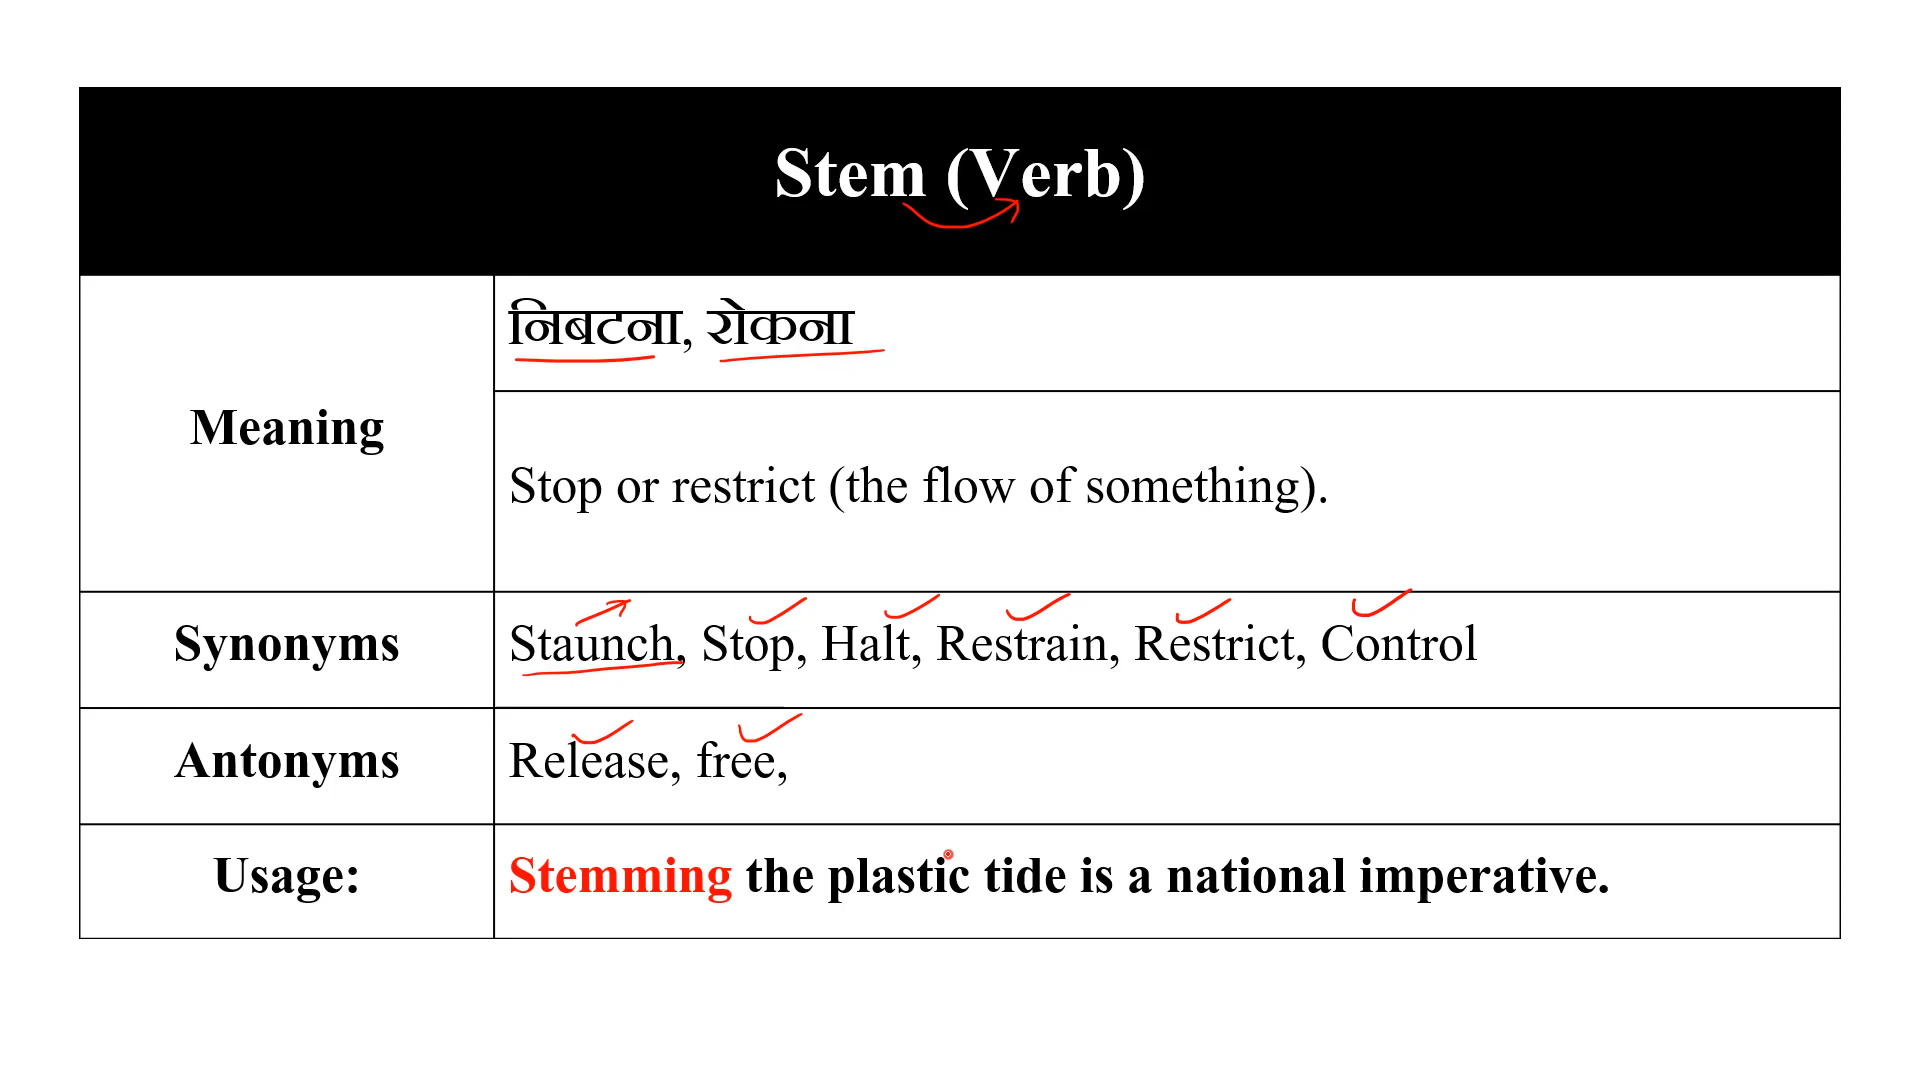 Stem (Verb)
Meaning
निबटना, रोकना
Stop or restrict (the flow of something).
Synonyms
Staunch, Stop, Halt, Restrain, Restrict, Control
Antonyms
Release, free,
Usage:
Stemming the plastic tide is a national imperative.